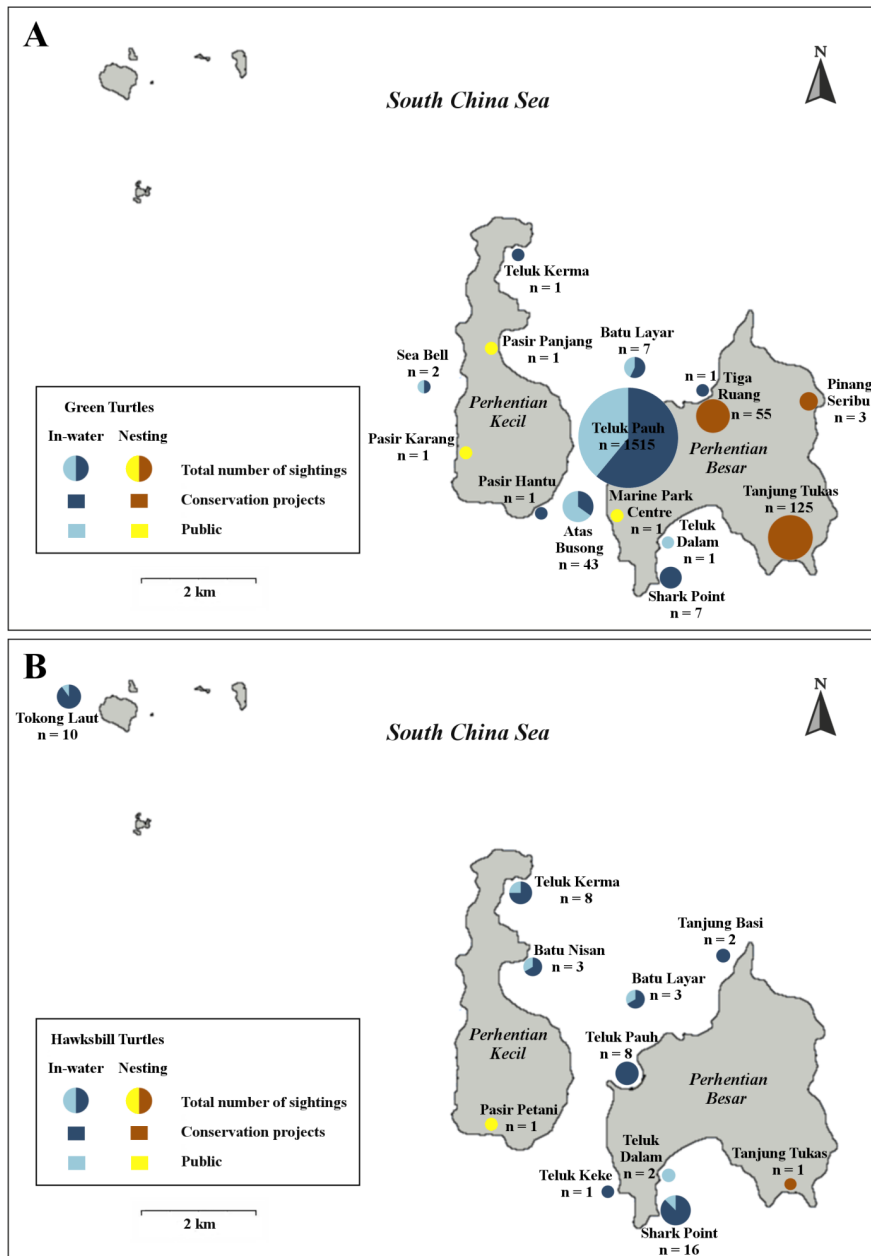 A
N
South China Sea
Teluk Kerma
n = 1
Pasir Panjang
n = 1
Batu Layar
n = 7
Sea Bell
n = 2
n = 1
Tiga
Ruang
n = 55
Pinang
Seribu
n = 3
Perhentian
Kecil
Teluk Pauh
n = 1515
Perhentian
Besar
Pasir Karang
n = 1
Pasir Hantu
n = 1
Marine Park
Centre
n = 1
Tanjung Tukas
n = 125
Atas
Busong
n = 43
Teluk
Dalam
n = 1
Shark Point
n = 7
Green Turtles
In-water Nesting
Total number of sightings
Conservation projects
Public
2 km
B
N
Tokong Laut
n = 10
South China Sea
Teluk Kerma
n = 8
Tanjung Basi
n = 2
Batu Nisan
n = 3
Batu Layar
n = 3
Perhentian
Kecil
Teluk Pauh
n = 8
Perhentian
Besar
Pasir Petani
n = 1
Teluk
Dalam
n = 2
Tanjung Tukas
n = 1
Teluk Keke
n = 1
Shark Point
n = 16
Hawksbill Turtles
In-water Nesting
Total number of sightings
Conservation projects
Public
2 km